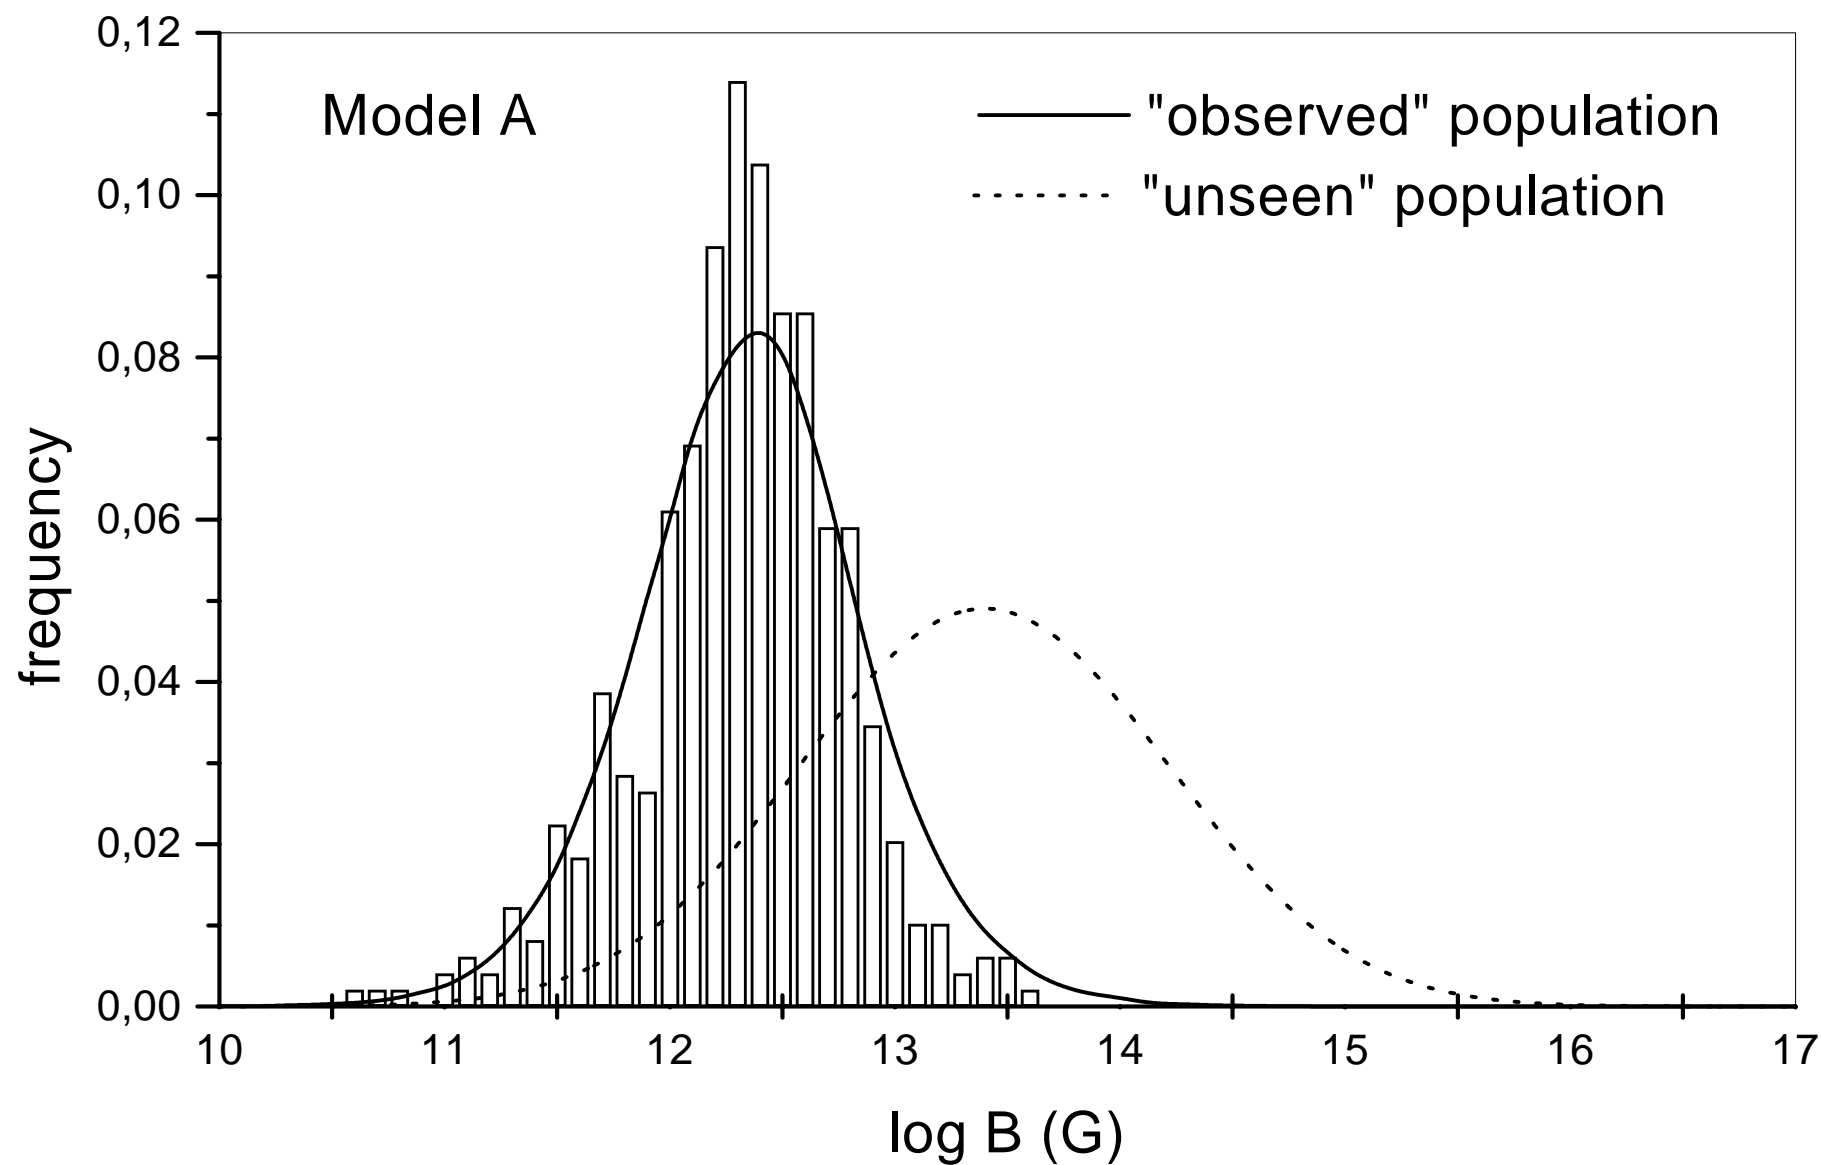 0,12
Model A
"observed" population
0,10
"unseen" population
0,08
0,06
0,04
0,02
0,00
frequency
10 11 12 13 14 15 16 17
log B (G)